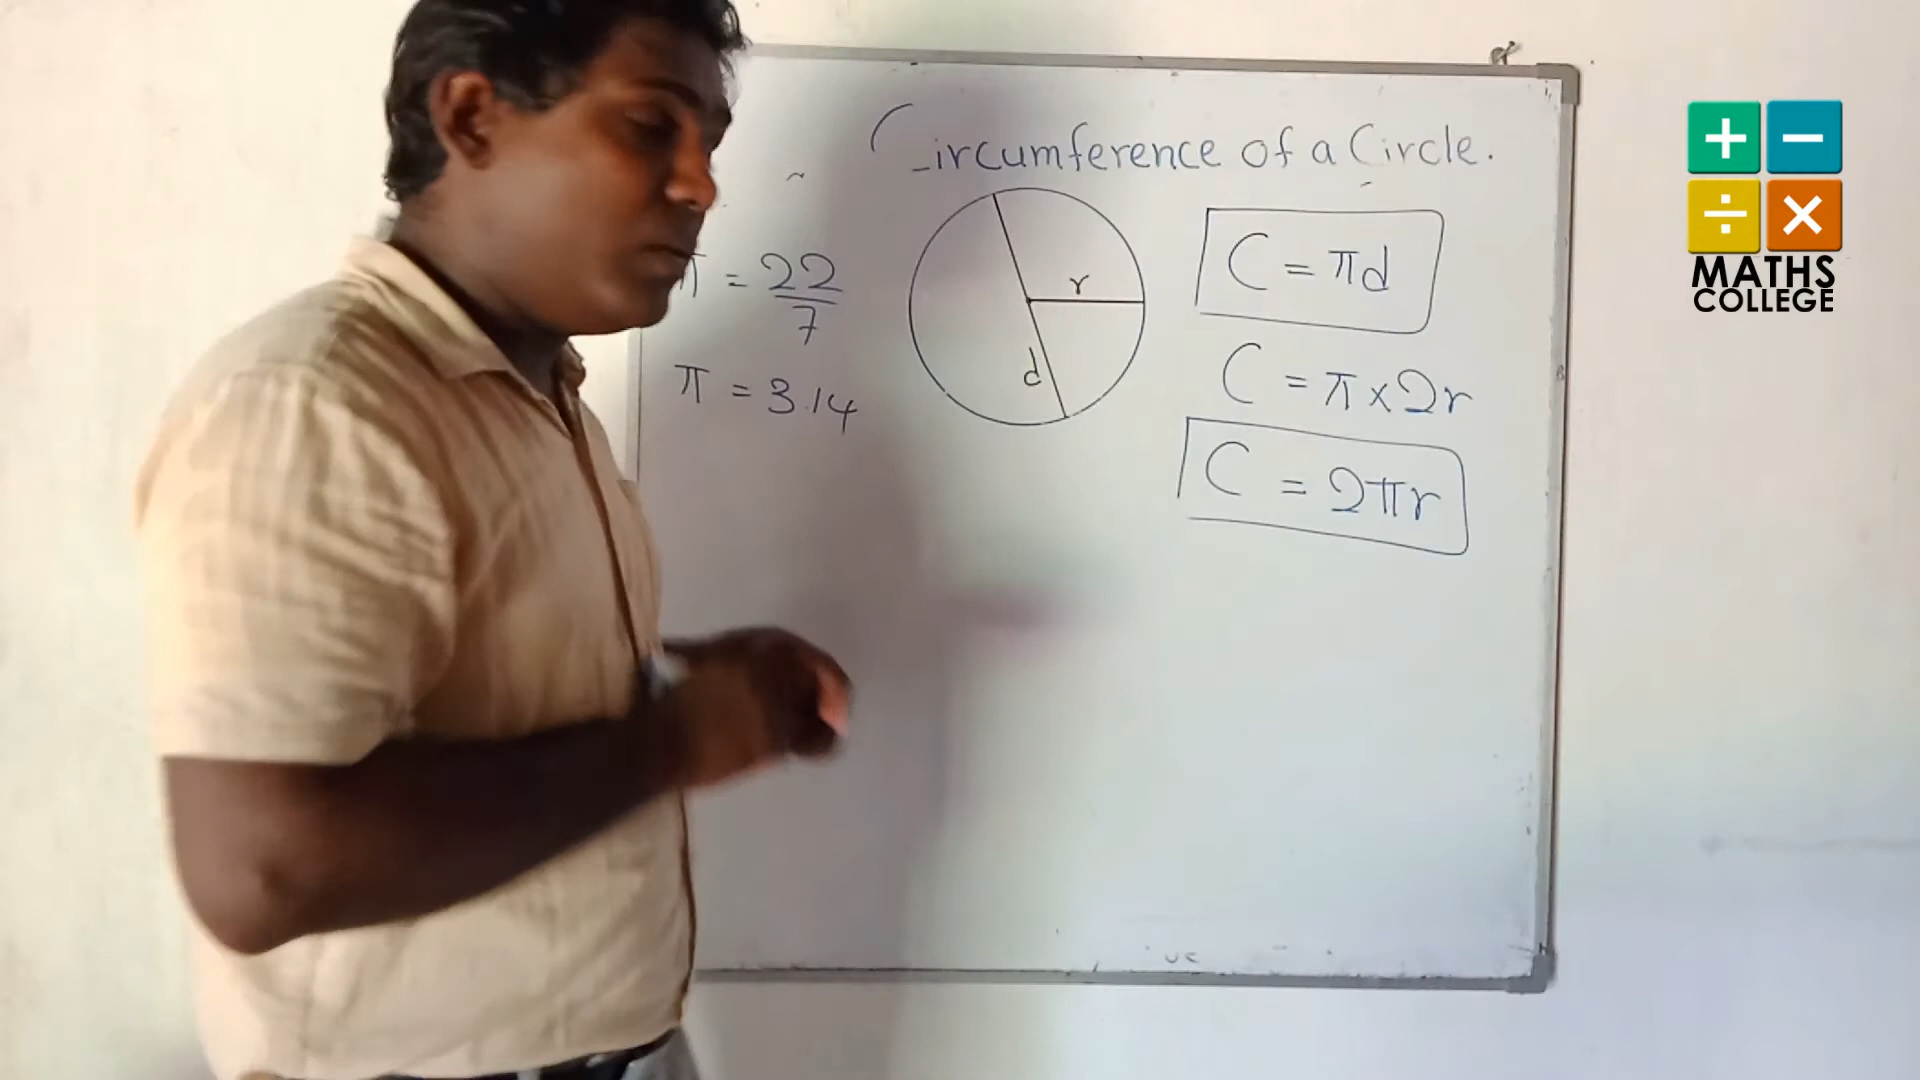 Circumference of a Circle.
π = 22/7
π = 3.14
r
d
C = πd
C = π×2r
C = 2πr
+ −
÷ ×
MATHS
COLLEGE